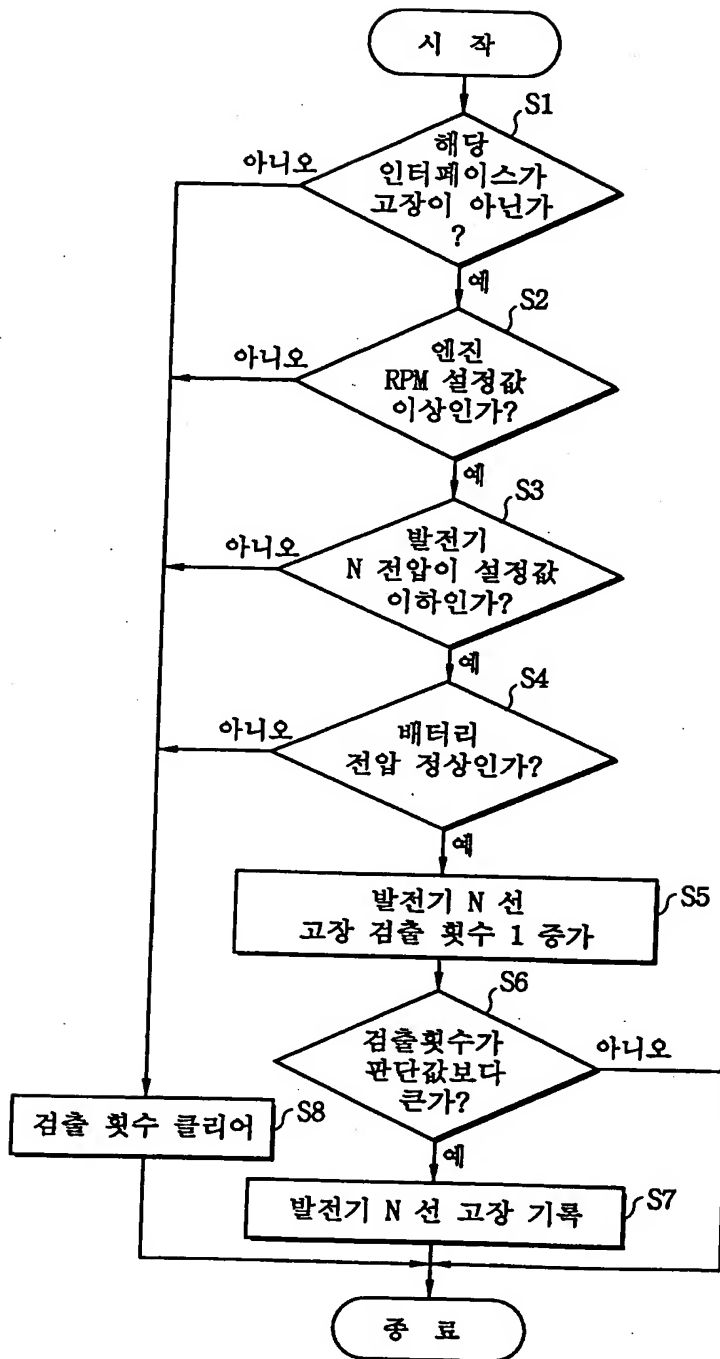 시 작
S1
해당
인터페이스가
고장이 아닌가
?
아니오
예
S2
엔진
RPM 설정값
이상인가?
아니오
예
S3
발전기
N 전압이 설정값
이하인가?
아니오
예
S4
배터리
전압 정상인가?
아니오
예
발전기 N 선
고장 검출 횟수 1 증가
S5
S6
검출횟수가
판단값보다
큰가?
아니오
예
검출 횟수 클리어
S8
발전기 N 선 고장 기록
S7
종 료